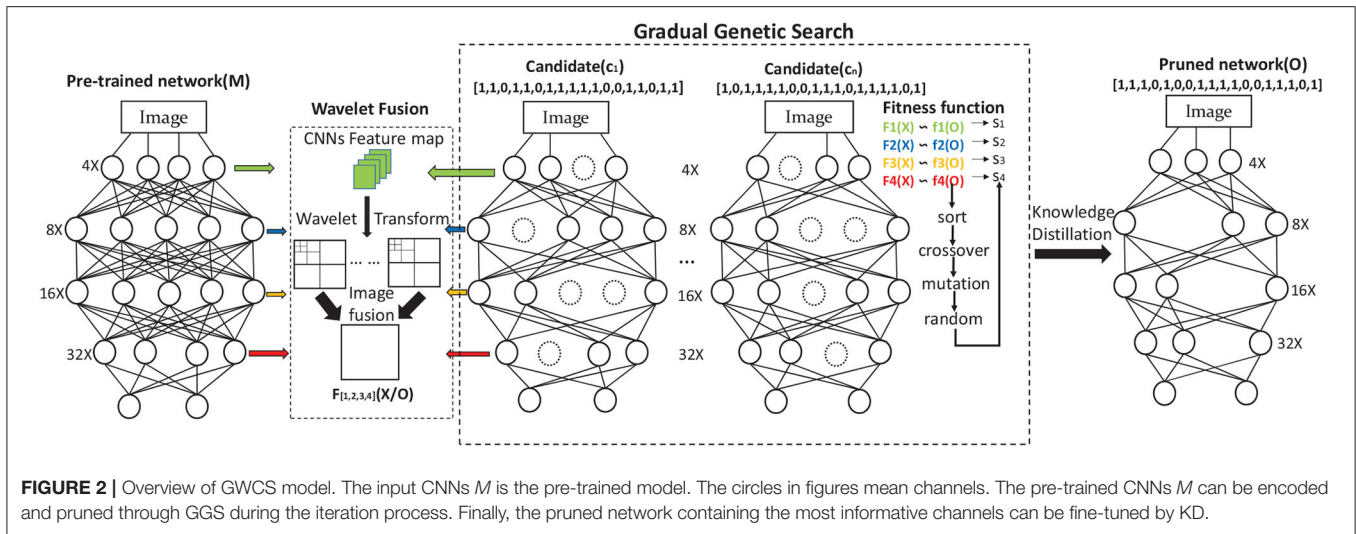 Gradual Genetic Search
Pre-trained network(M)
Image
4X
8X
16X
32X
Wavelet Fusion
CNNs Feature map
Wavelet Transform
... ...
Image
fusion
F[1,2,3,4](X/O)
Candidate(c1)
[1,1,0,1,1,0,1,1,1,1,1,0,0,1,1,0,1,1]
Image
4X
8X
...
16X
32X
Candidate(cn)
[1,0,1,1,1,1,0,0,1,1,1,0,1,1,1,1,0,1]
Image
Fitness function
F1(X) ∽ f1(O) → S1
F2(X) ∽ f2(O) → S2
F3(X) ∽ f3(O) → S3
F4(X) ∽ f4(O) → S4
sort
crossover
mutation
random
Knowledge
Distillation
Pruned network(O)
[1,1,1,0,1,0,0,1,1,1,1,0,0,1,1,1,0,1]
Image
4X
8X
16X
32X
FIGURE 2 | Overview of GWCS model. The input CNNs M is the pre-trained model. The circles in figures mean channels. The pre-trained CNNs M can be encoded
and pruned through GGS during the iteration process. Finally, the pruned network containing the most informative channels can be fine-tuned by KD.